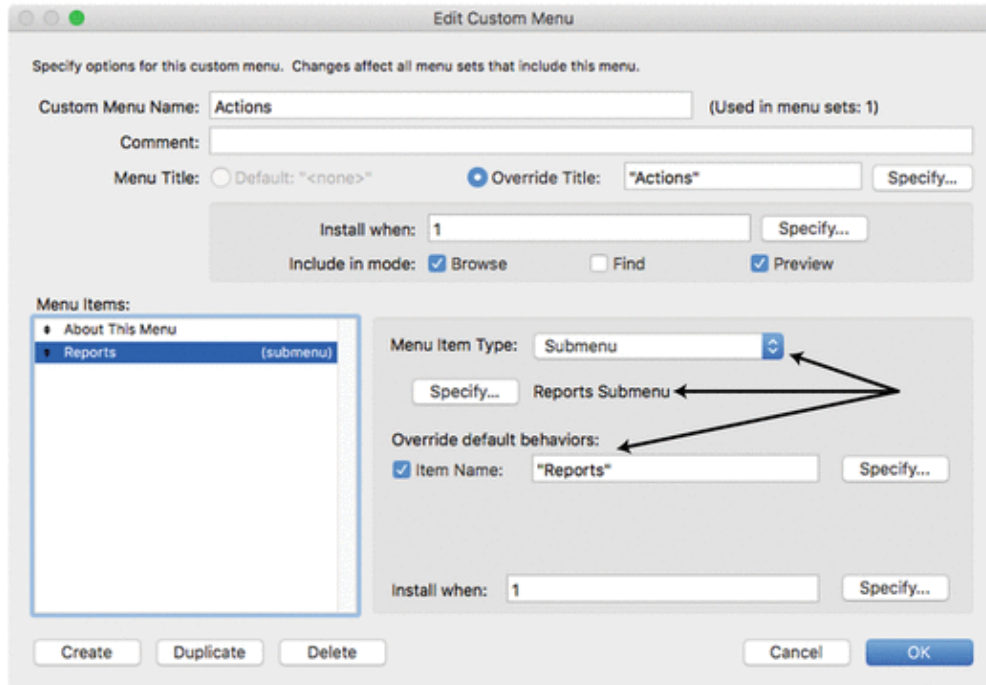 Edit Custom Menu
Specify options for this custom menu. Changes affect all menu sets that include this menu.
Custom Menu Name: Actions (Used in menu sets: 1)
Comment:
Menu Title: Default: "<none>" Override Title: "Actions" Specify...
Install when: 1 Specify...
Include in mode: Browse Find Preview
Menu Items:
About This Menu
Reports (submenu)
Menu Item Type: Submenu
Specify... Reports Submenu
Override default behaviors:
Item Name: "Reports" Specify...
Install when: 1 Specify...
Create Duplicate Delete Cancel OK